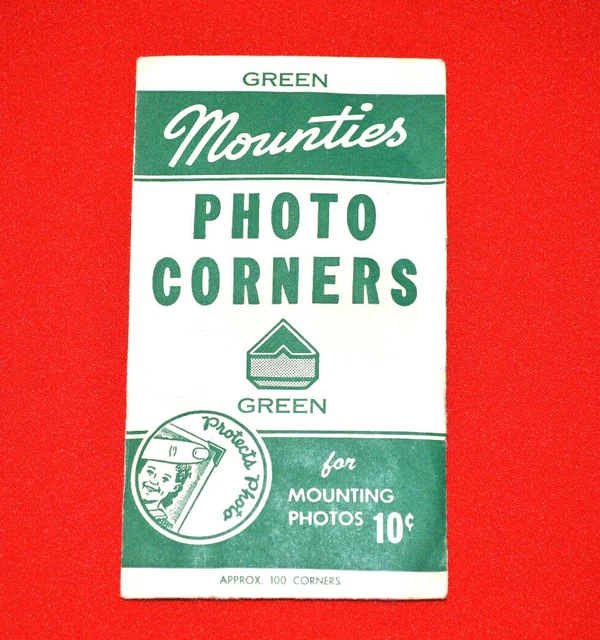 GREEN
Mounties
PHOTO
CORNERS
GREEN
Protects Photo
for
MOUNTING
PHOTOS 10¢
APPROX. 100 CORNERS